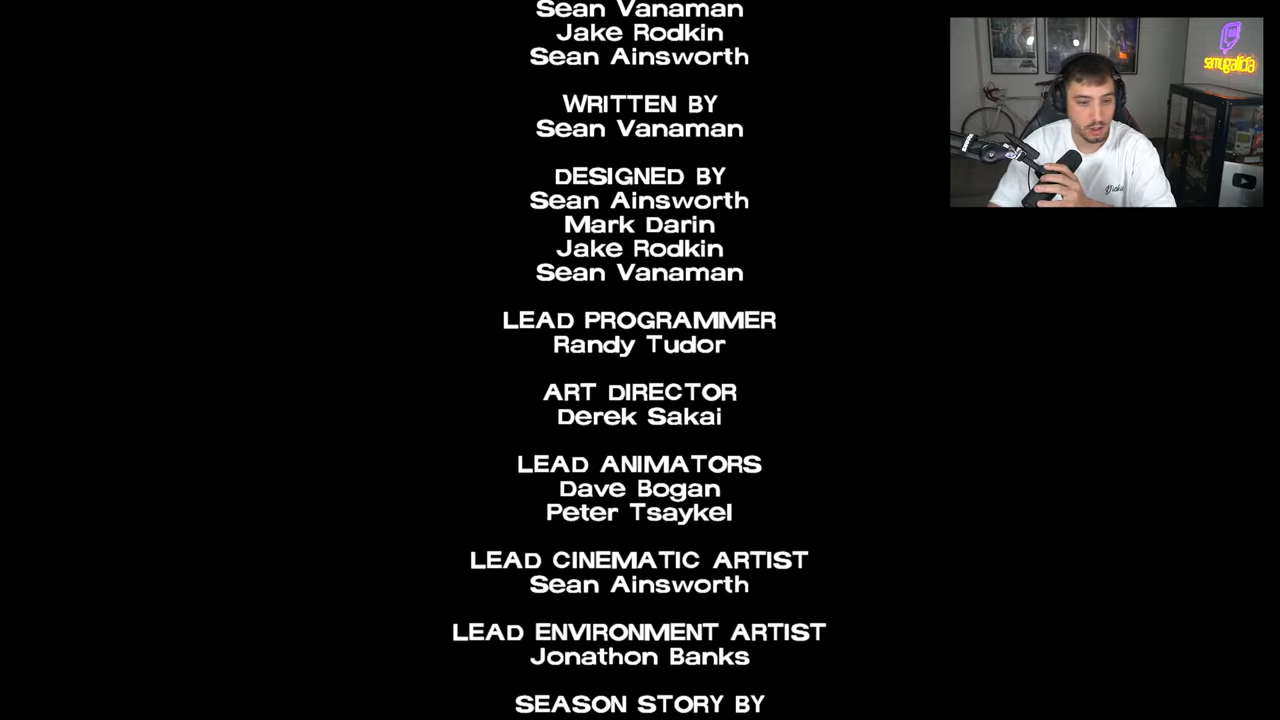 Sean Vanaman
Jake Rodkin
Sean Ainsworth
WRITTEN BY
Sean Vanaman
DESIGNED BY
Sean Ainsworth
Mark Darin
Jake Rodkin
Sean Vanaman
LEAD PROGRAMMER
Randy Tudor
ART DIRECTOR
Derek Sakai
LEAD ANIMATORS
Dave Bogan
Peter Tsaykel
LEAD CINEMATIC ARTIST
Sean Ainsworth
LEAD ENVIRONMENT ARTIST
Jonathon Banks
SEASON STORY BY
samugalicia